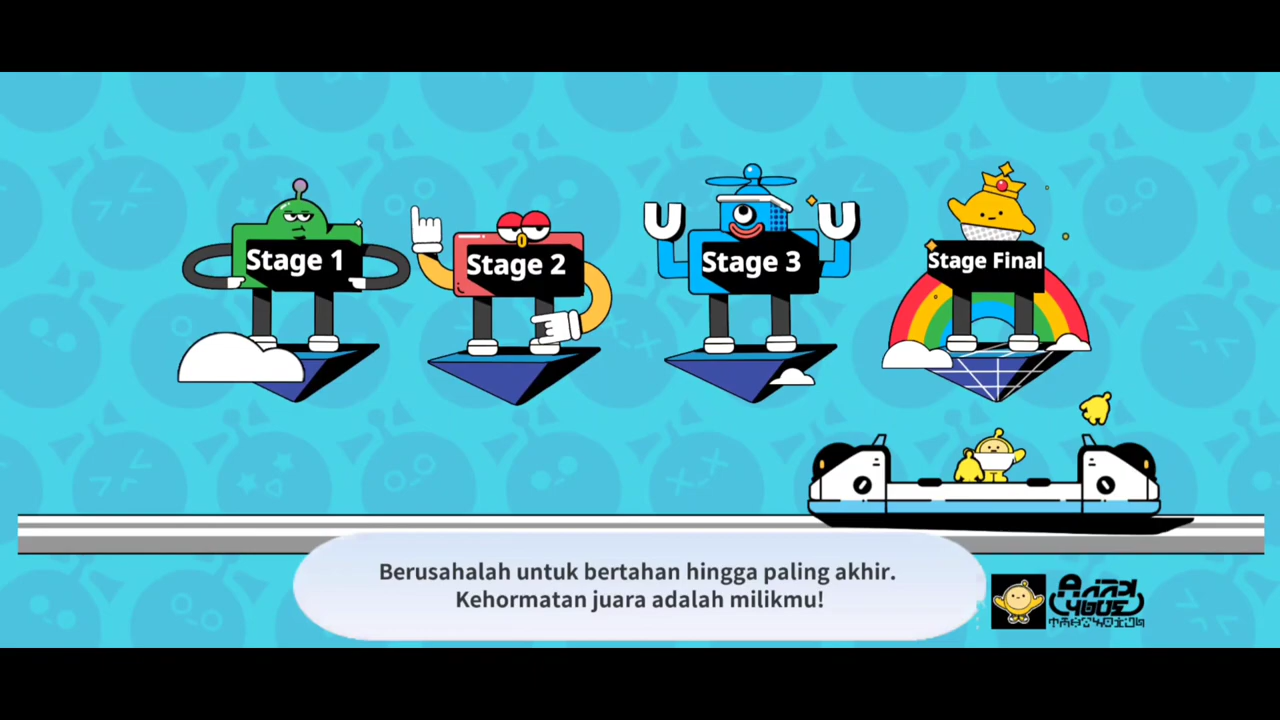 Stage 1
Stage 2
Stage 3
Stage Final
Berusahalah untuk bertahan hingga paling akhir.
Kehormatan juara adalah milikmu!